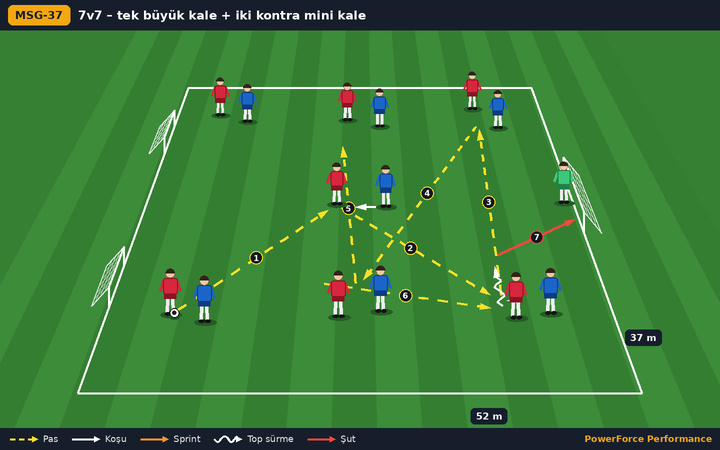 MSG-37 7v7 – tek büyük kale + iki kontra mini kale
4
3
5
7
1
2
6
37 m
52 m
Pas Koşu Sprint Top sürme Şut PowerForce Performance